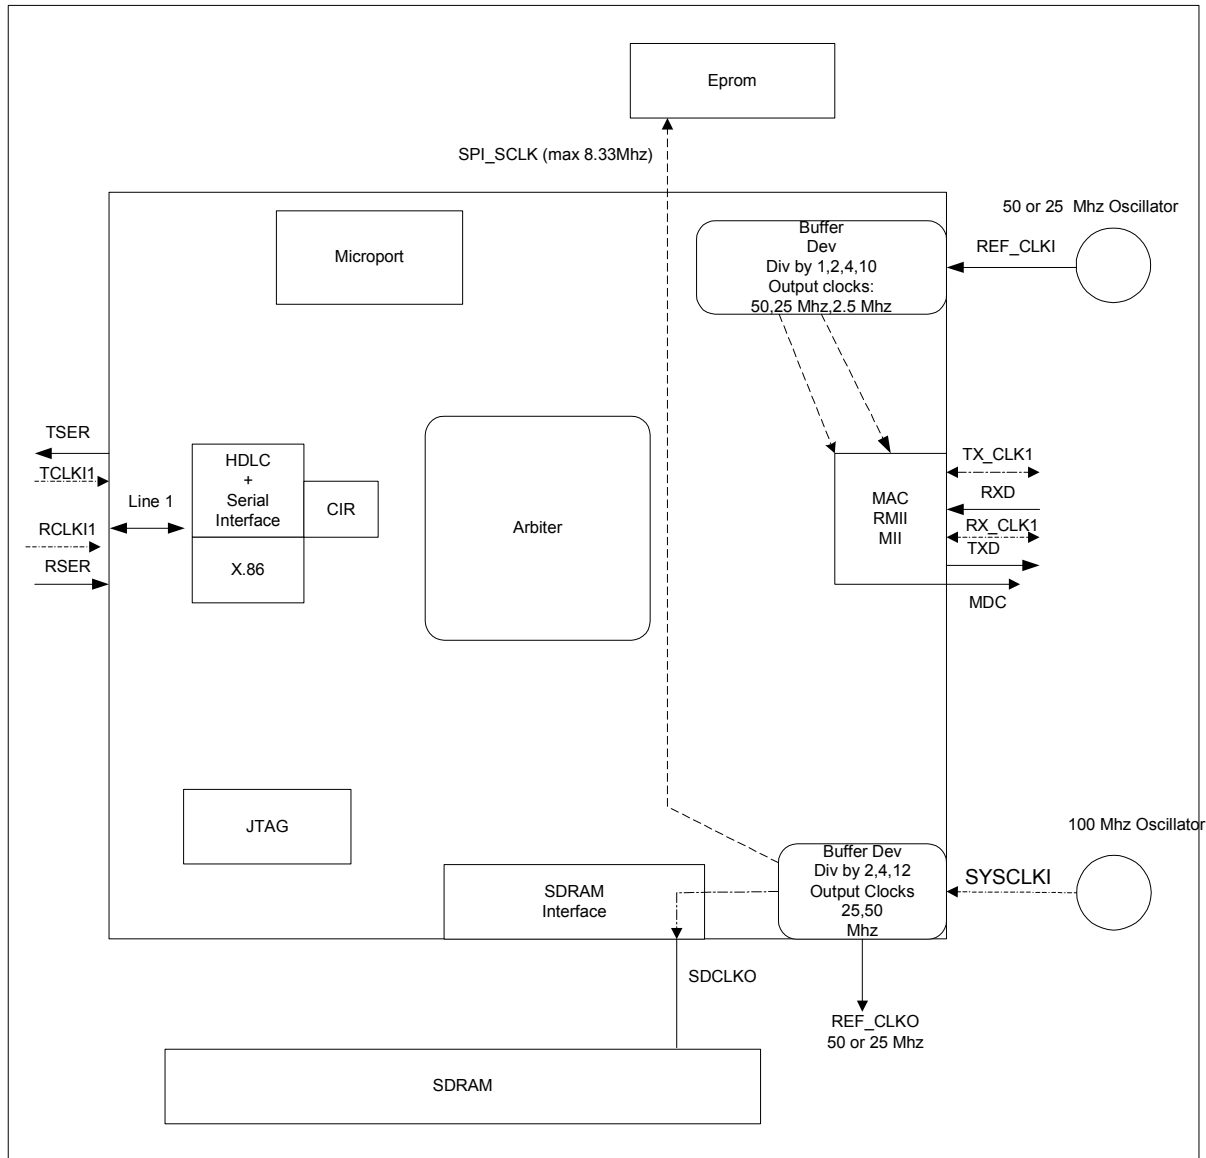 Eprom
SPI_SCLK (max 8.33Mhz)
50 or 25 Mhz Oscillator
REF_CLKI
Buffer
Dev
Div by 1,2,4,10
Output clocks:
50,25 Mhz,2.5 Mhz
Microport
TSER
TCLKI1
Line 1
RCLKI1
RSER
HDLC
+
Serial
Interface
CIR
X.86
Arbiter
MAC
RMII
MII
TX_CLK1
RXD
RX_CLK1
TXD
MDC
JTAG
SDRAM
Interface
Buffer Dev
Div by 2,4,12
Output Clocks
25,50
Mhz
100 Mhz Oscillator
SYSCLKI
SDCLKO
REF_CLKO
50 or 25 Mhz
SDRAM